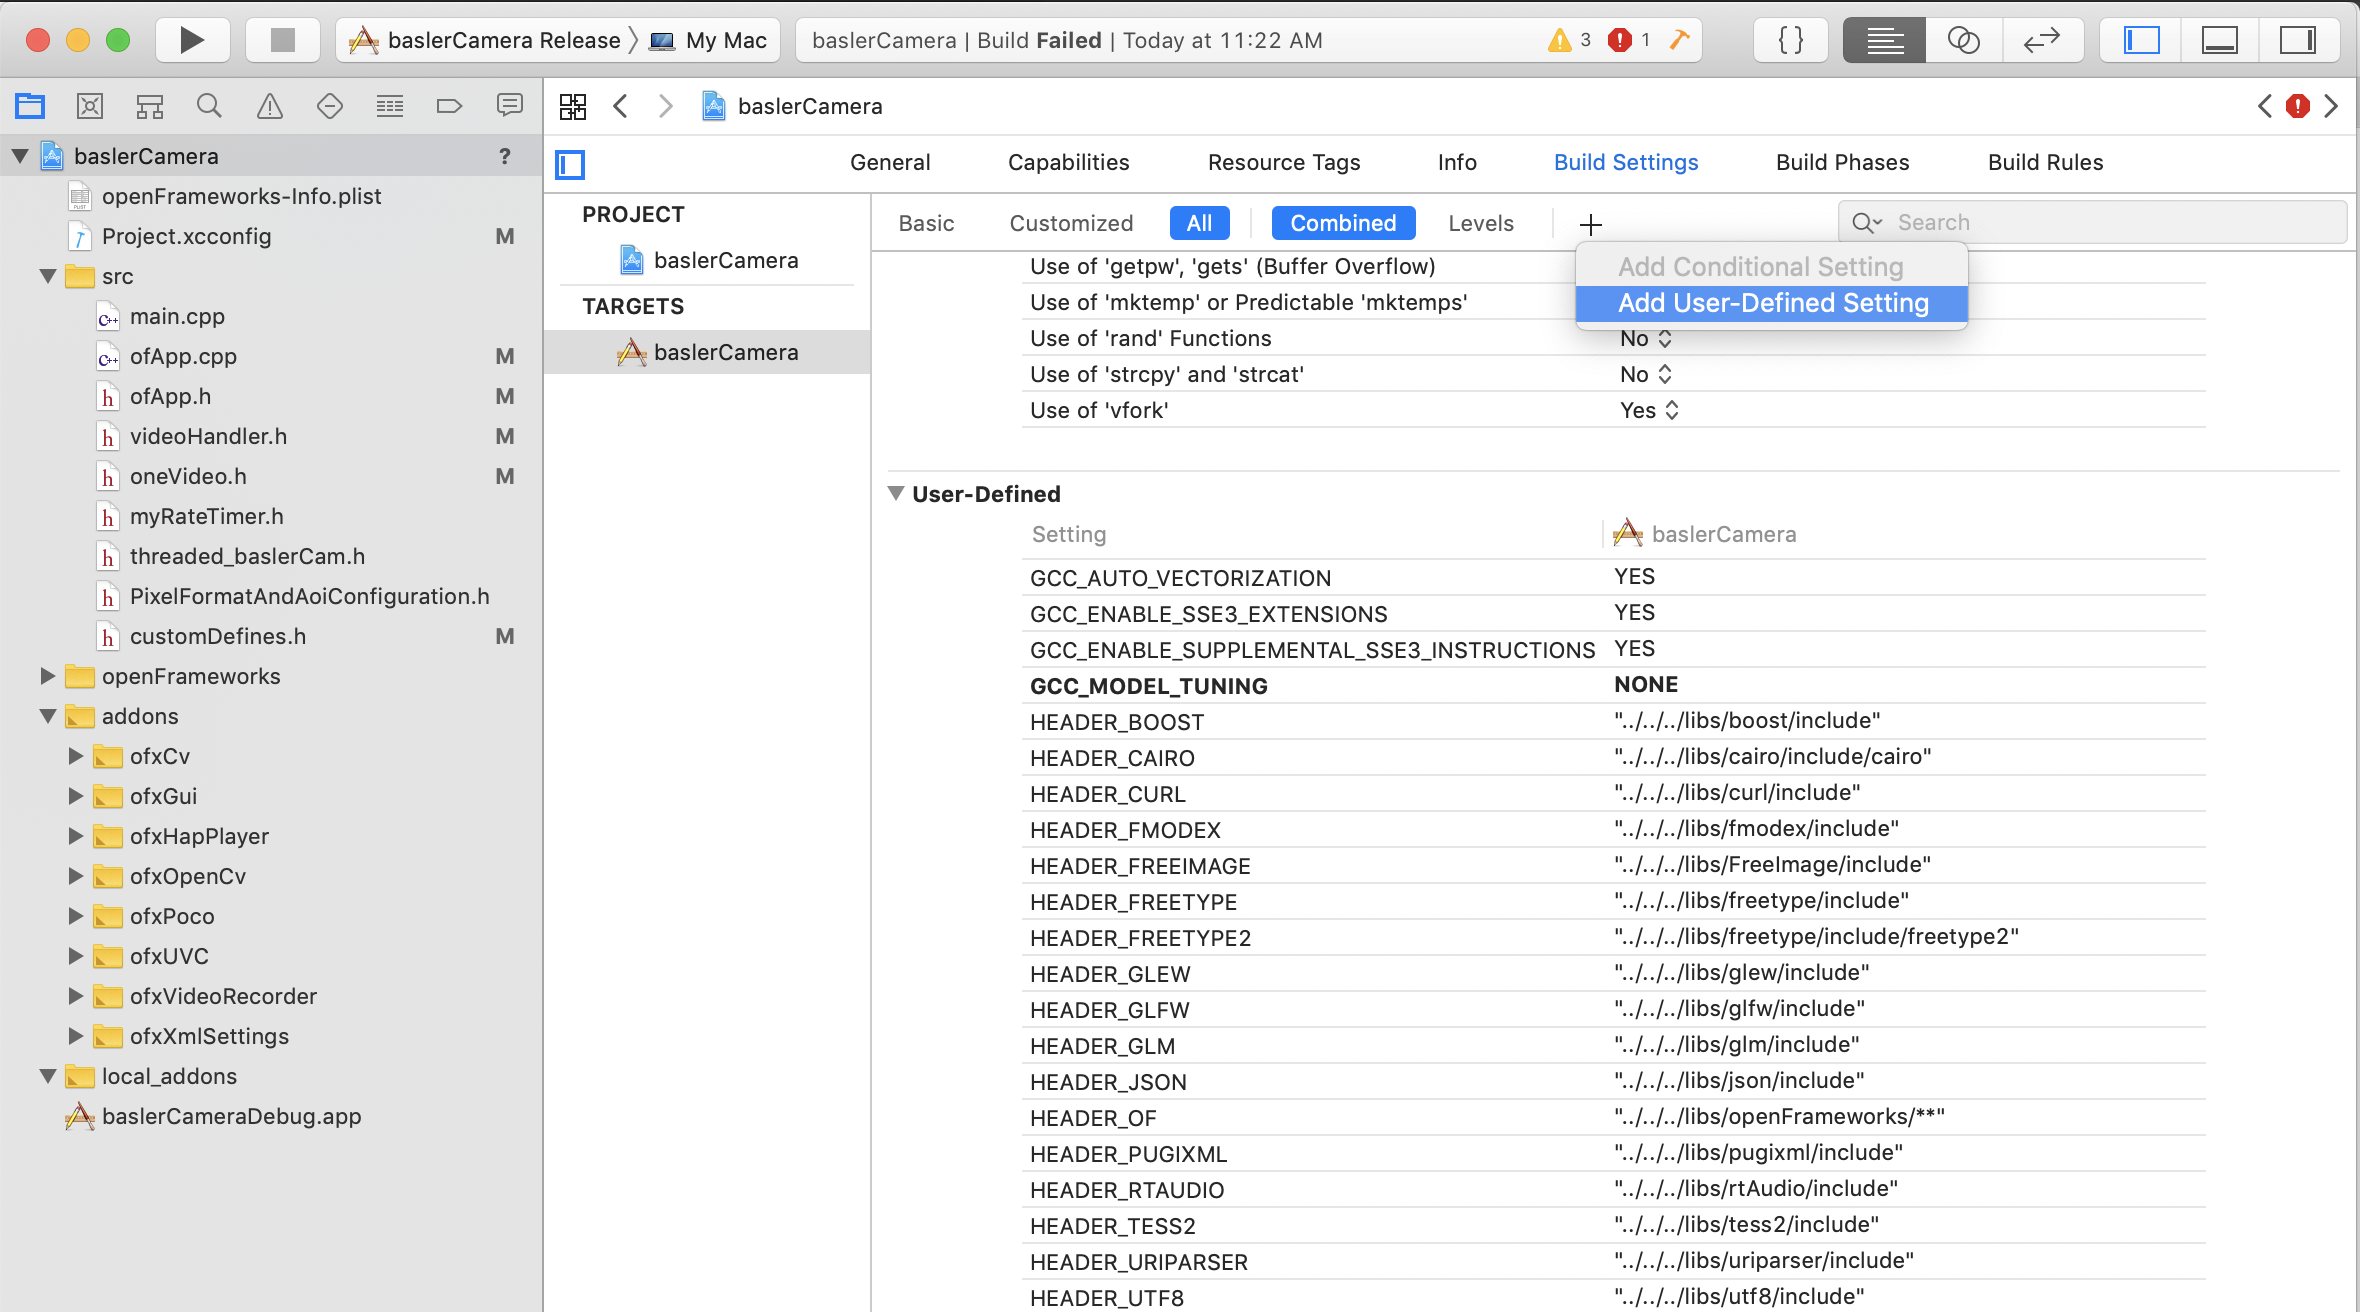 baslerCamera Release 〉 My Mac
baslerCamera | Build Failed | Today at 11:22 AM
3
1
baslerCamera
baslerCamera ?
openFrameworks-Info.plist
Project.xcconfig M
src
main.cpp
ofApp.cpp M
ofApp.h M
videoHandler.h M
oneVideo.h M
myRateTimer.h
threaded_baslerCam.h
PixelFormatAndAoiConfiguration.h
customDefines.h M
openFrameworks
addons
ofxCv
ofxGui
ofxHapPlayer
ofxOpenCv
ofxPoco
ofxUVC
ofxVideoRecorder
ofxXmlSettings
local_addons
baslerCameraDebug.app
General Capabilities Resource Tags Info Build Settings Build Phases Build Rules
PROJECT
baslerCamera
TARGETS
baslerCamera
Basic Customized All Combined Levels + Search
Add Conditional Setting
Add User-Defined Setting
Use of 'getpw', 'gets' (Buffer Overflow)
Use of 'mktemp' or Predictable 'mktemps'
Use of 'rand' Functions No
Use of 'strcpy' and 'strcat' No
Use of 'vfork' Yes
User-Defined
Setting baslerCamera
GCC_AUTO_VECTORIZATION YES
GCC_ENABLE_SSE3_EXTENSIONS YES
GCC_ENABLE_SUPPLEMENTAL_SSE3_INSTRUCTIONS YES
GCC_MODEL_TUNING NONE
HEADER_BOOST "../../../libs/boost/include"
HEADER_CAIRO "../../../libs/cairo/include/cairo"
HEADER_CURL "../../../libs/curl/include"
HEADER_FMODEX "../../../libs/fmodex/include"
HEADER_FREEIMAGE "../../../libs/FreeImage/include"
HEADER_FREETYPE "../../../libs/freetype/include"
HEADER_FREETYPE2 "../../../libs/freetype/include/freetype2"
HEADER_GLEW "../../../libs/glew/include"
HEADER_GLFW "../../../libs/glfw/include"
HEADER_GLM "../../../libs/glm/include"
HEADER_JSON "../../../libs/json/include"
HEADER_OF "../../../libs/openFrameworks/**"
HEADER_PUGIXML "../../../libs/pugixml/include"
HEADER_RTAUDIO "../../../libs/rtAudio/include"
HEADER_TESS2 "../../../libs/tess2/include"
HEADER_URIPARSER "../../../libs/uriparser/include"
HEADER_UTF8 "../../../libs/utf8/include"